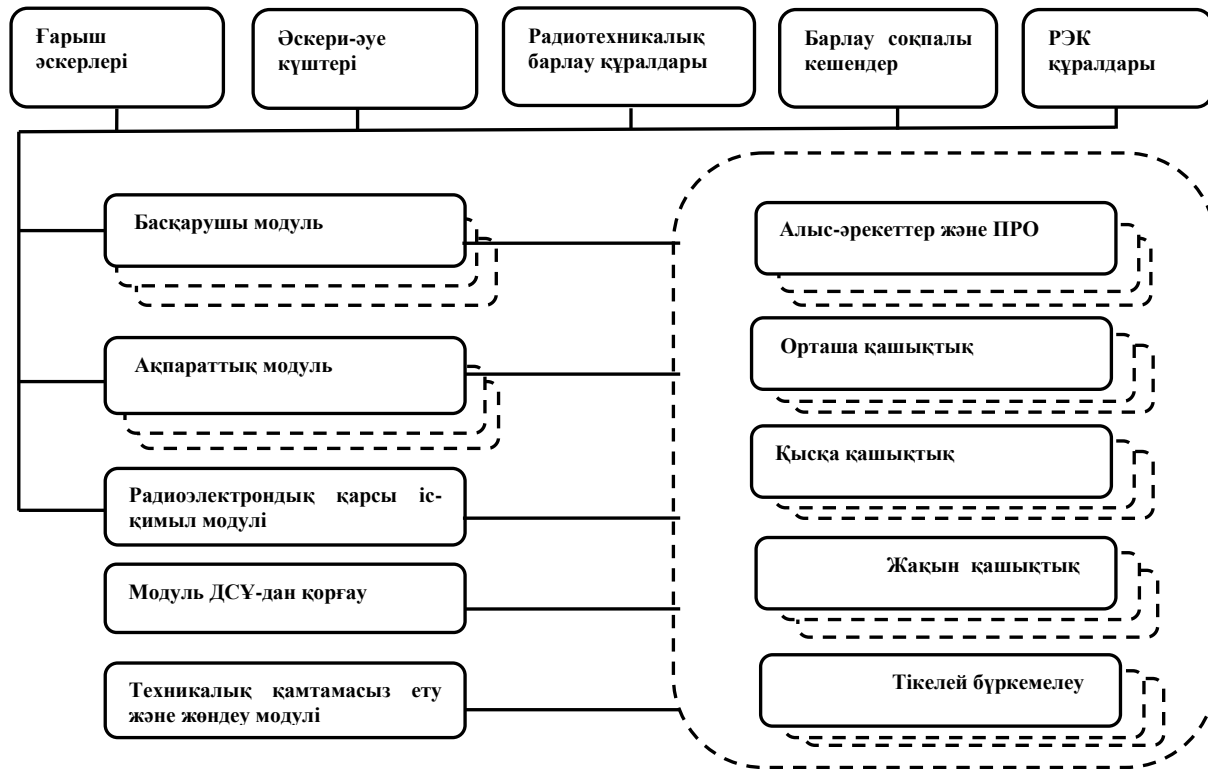 Ғарыш
әскерлері
Әскери-әуе
күштері
Радиотехникалық
барлау құралдары
Барлау соқпалы
кешендер
РЭК
құралдары
Басқарушы модуль
Ақпараттық модуль
Радиоэлектрондық қарсы іс-
қимыл модулі
Модуль ДСҰ-дан қорғау
Техникалық қамтамасыз ету
және жөндеу модулі
Алыс-әрекеттер және ПРО
Орташа қашықтық
Қысқа қашықтық
Жақын қашықтық
Тікелей бүркемелеу